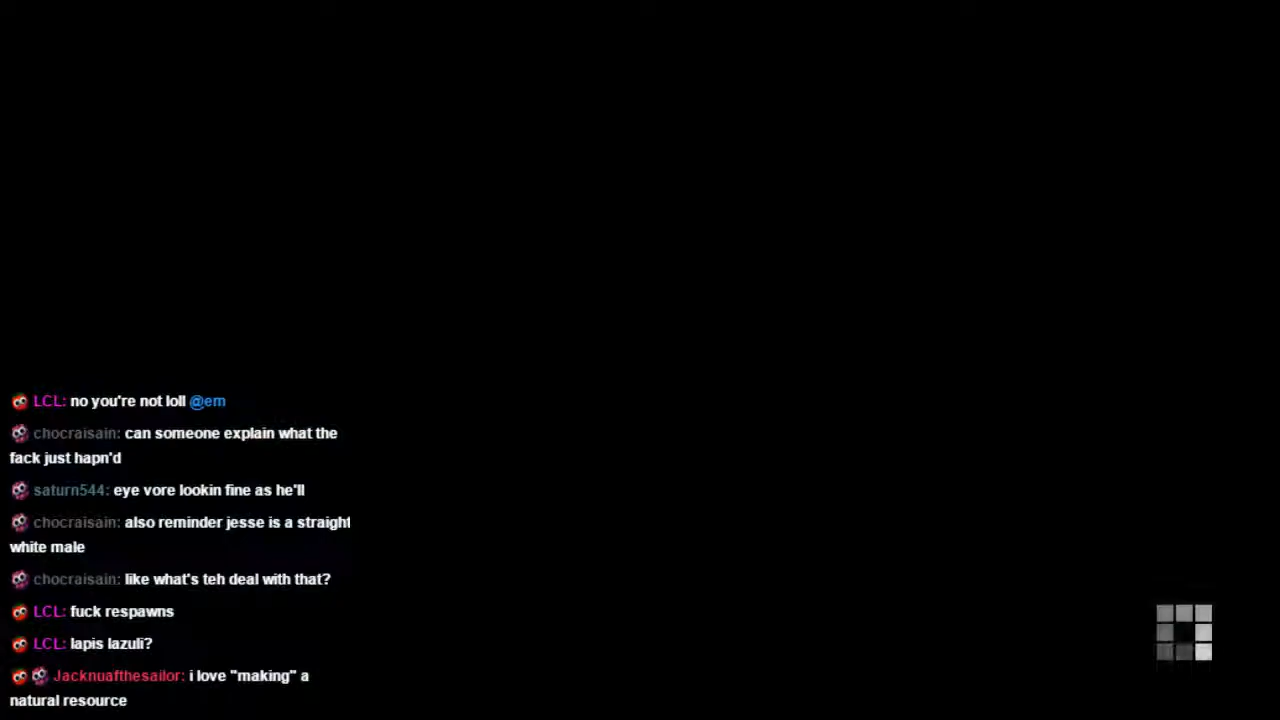 LCL: no you're not loll @em
chocraisain: can someone explain what the
fack just hapn'd
saturn544: eye vore lookin fine as he'll
chocraisain: also reminder jesse is a straight
white male
chocraisain: like what's teh deal with that?
LCL: fuck respawns
LCL: lapis lazuli?
Jacknuafthesailor: i love "making" a
natural resource